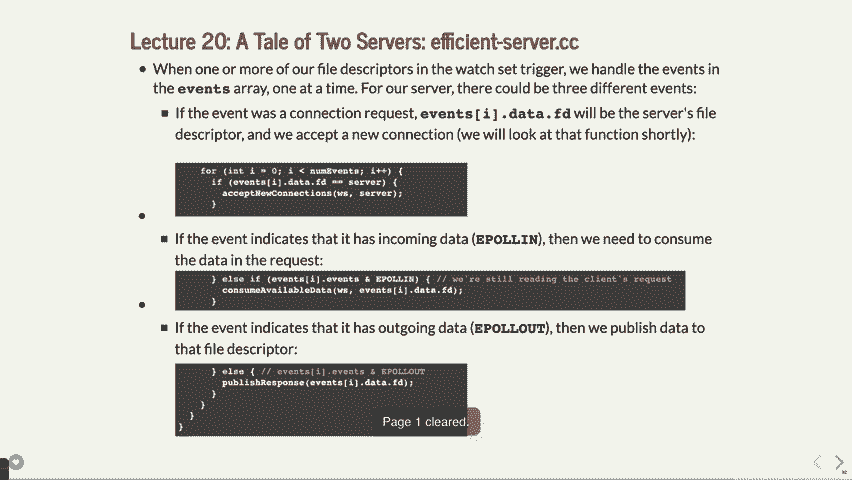 Lecture 20: A Tale of Two Servers: efficient-server.cc
• When one or more of our file descriptors in the watch set trigger, we handle the events in
the events array, one at a time. For our server, there could be three different events:
▪ If the event was a connection request, events[i].data.fd will be the server's file
descriptor, and we accept a new connection (we will look at that function shortly):
for (int i = 0; i < numEvents; i++) {
if (events[i].data.fd == server) {
acceptNewConnections(ws, server);
}
•
▪ If the event indicates that it has incoming data (EPOLLIN), then we need to consume
the data in the request:
} else if (events[i].events & EPOLLIN) { // we're still reading the client's request
consumeAvailableData(ws, events[i].data.fd);
}
•
▪ If the event indicates that it has outgoing data (EPOLLOUT), then we publish data to
that file descriptor:
} else { // events[i].events & EPOLLOUT
publishResponse(events[i].data.fd);
}
}
}
}
Page 1 cleared.